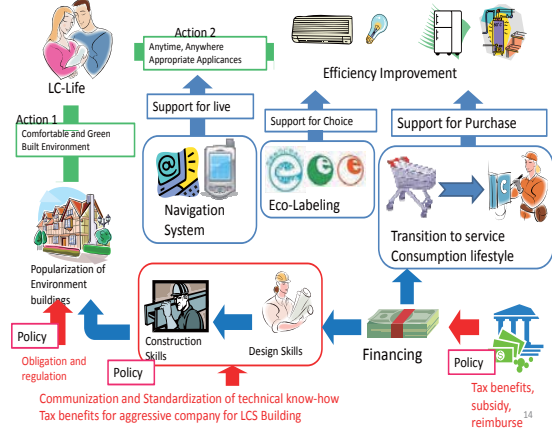 Action 2
Anytime, Anywhere
Appropriate Applicances
LC-Life
Efficiency Improvement
Action 1
Comfortable and Green
Built Environment
Support for live
Support for Choice
Support for Purchase
Navigation
System
Eco-Labeling
Transition to service
Consumption lifestyle
Popularization of
Environment
buildings
Construction
Skills
Design Skills
Financing
Policy
Policy
Policy
Obligation and
regulation
Communization and Standardization of technical know-how
Tax benefits for aggressive company for LCS Building
Tax benefits,
subsidy,
reimburse
14